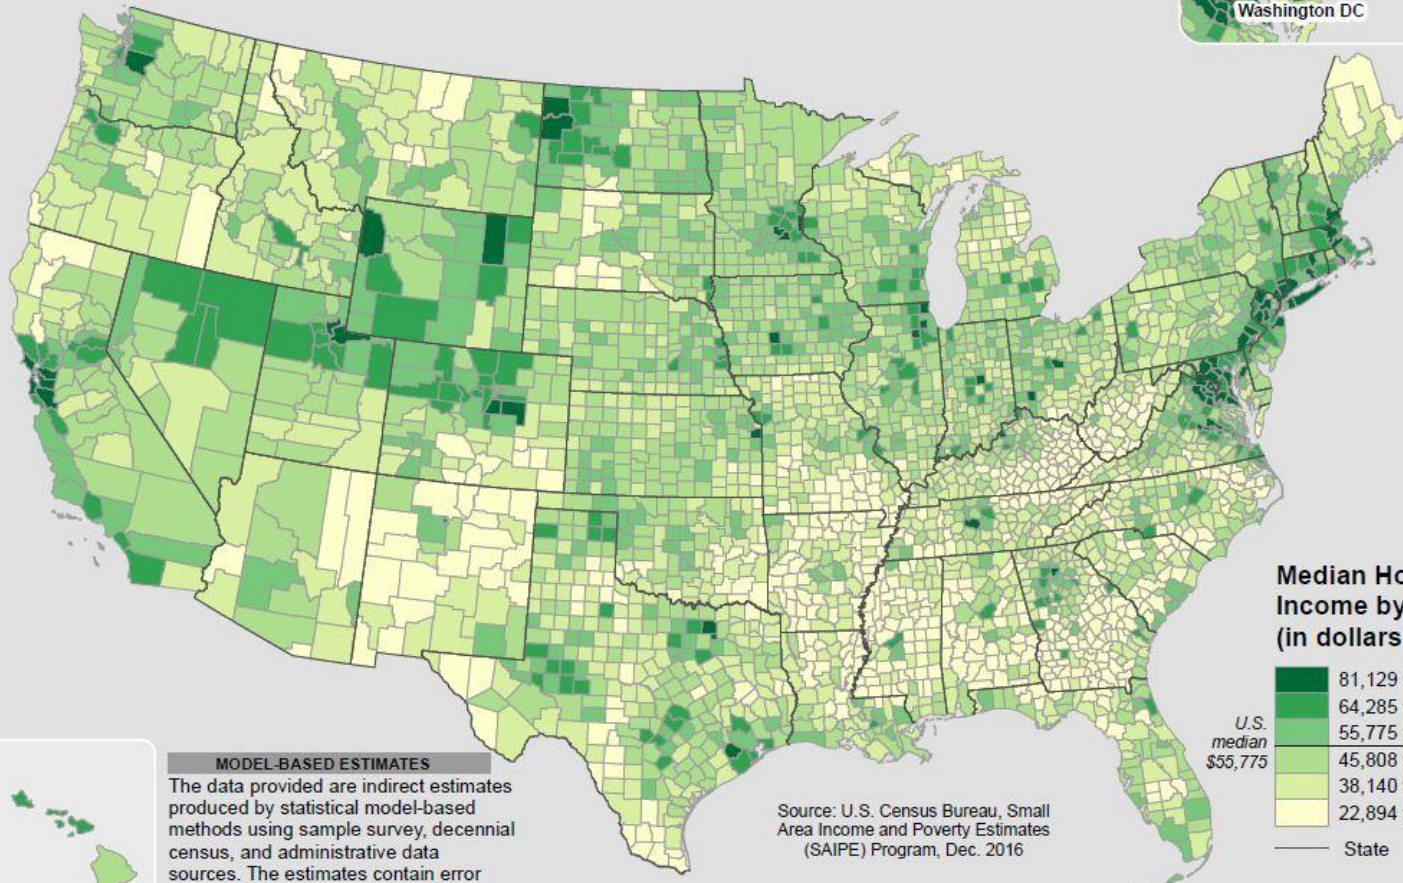 Washington DC
Median Ho
Income by
(in dollars
81,129
64,285
55,775
45,808
38,140
22,894
U.S.
median
$55,775
State
MODEL-BASED ESTIMATES
The data provided are indirect estimates
produced by statistical model-based
methods using sample survey, decennial
census, and administrative data
sources. The estimates contain error
Source: U.S. Census Bureau, Small
Area Income and Poverty Estimates
(SAIPE) Program, Dec. 2016